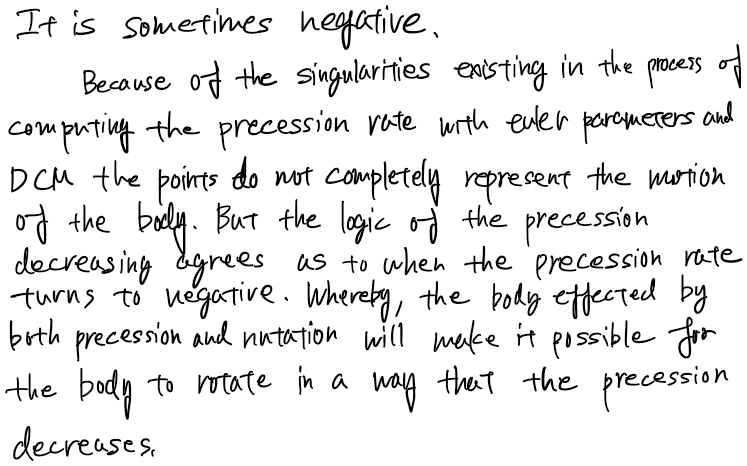 It is sometimes negative.
Because of the singularities existing in the process of
computing the precession rate with euler parameters and
DCM the points do not completely represent the motion
of the body. But the logic of the precession
decreasing agrees as to when the precession rate
turns to negative. Whereby, the body effected by
both precession and nutation will make it possible for
the body to rotate in a way that the precession
decreases.